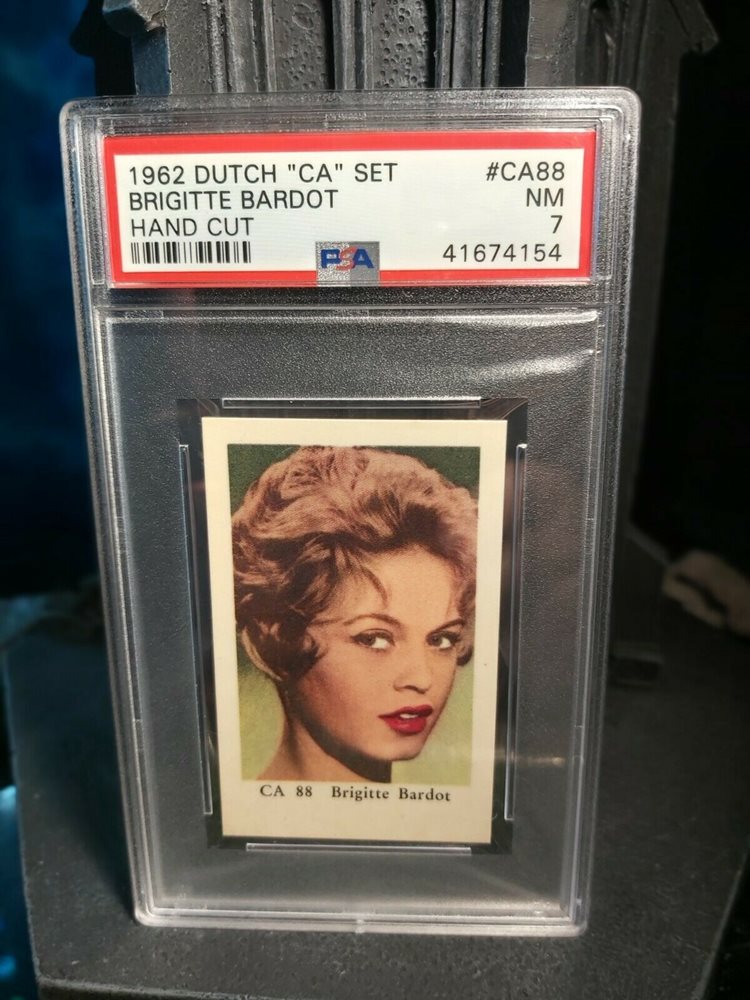 1962 DUTCH "CA" SET #CA88
BRIGITTE BARDOT NM
HAND CUT 7
PSA 41674154
CA 88 Brigitte Bardot